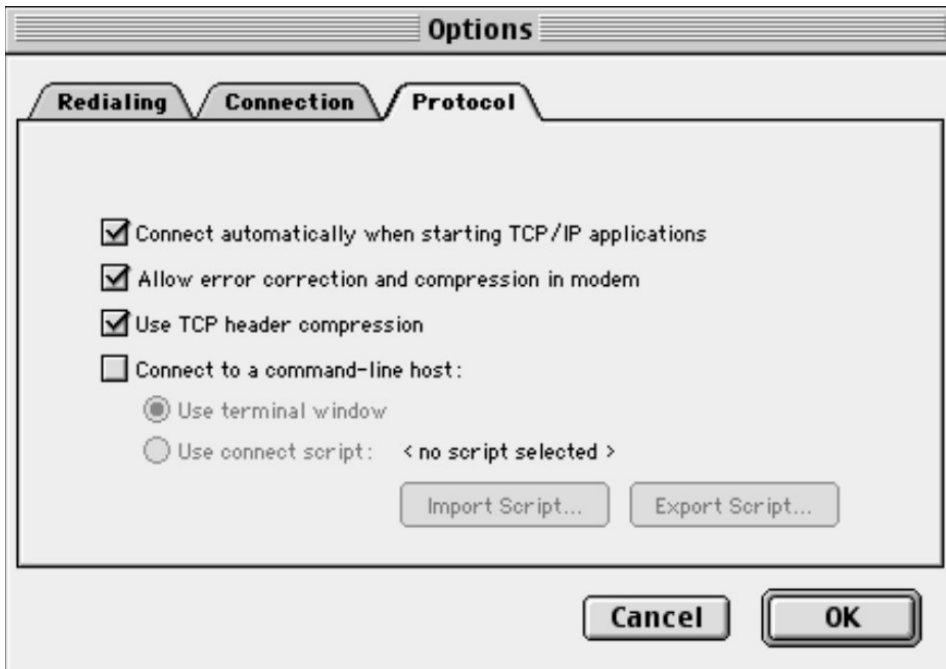 Options
Redialing Connection Protocol
Connect automatically when starting TCP/IP applications
Allow error correction and compression in modem
Use TCP header compression
Connect to a command-line host:
Use terminal window
Use connect script: < no script selected >
Import Script... Export Script...
Cancel OK